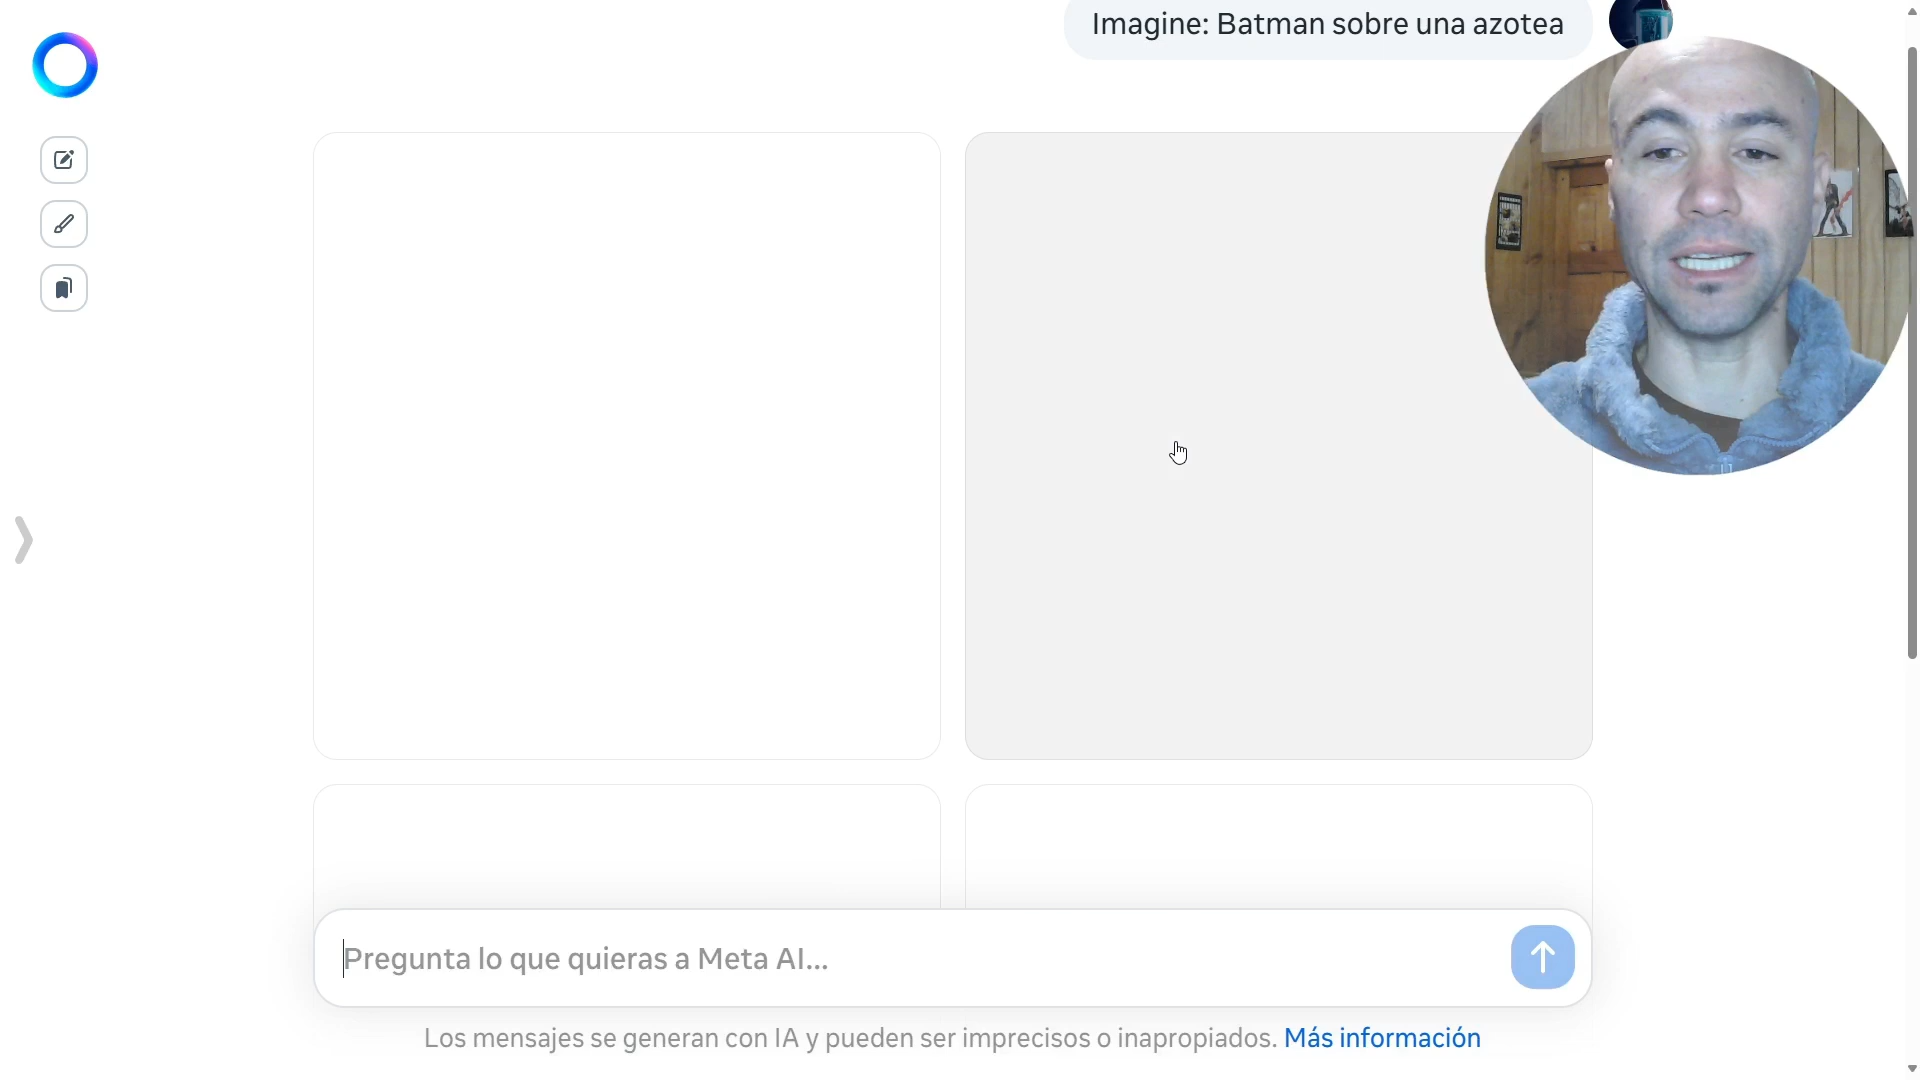 Imagine: Batman sobre una azotea
Pregunta lo que quieras a Meta AI...
Los mensajes se generan con IA y pueden ser imprecisos o inapropiados. Más información